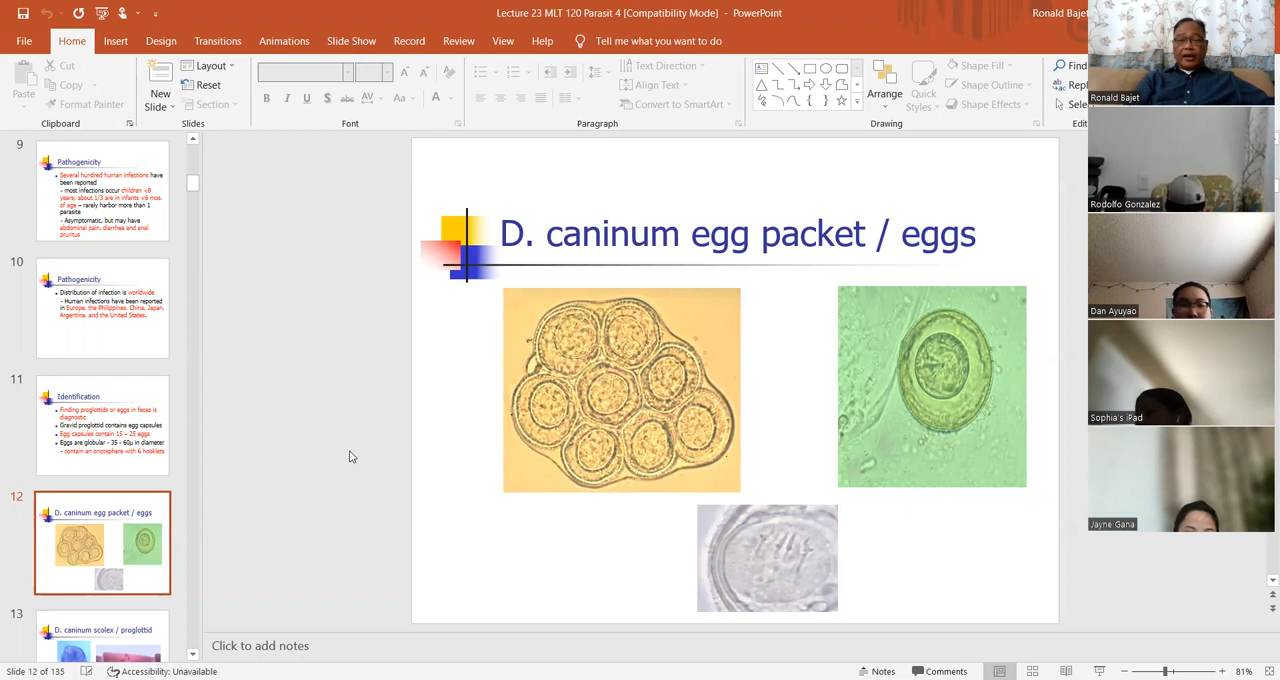 Lecture 23 MLT 120 Parasit 4 [Compatibility Mode] - PowerPoint
Ronald Bajet
File Home Insert Design Transitions Animations Slide Show Record Review View Help Tell me what you want to do
Paste
Cut
Copy
Format Painter
Clipboard
New
Slide
Layout
Reset
Section
Slides
B I U S abc AV Aa A
Font
Text Direction
Align Text
Convert to SmartArt
Paragraph
Arrange
Quick
Styles
Shape Fill
Shape Outline
Shape Effects
Drawing
Find
Repl
Sele
Edit
9
Pathogenicity
Several hundred human infections have
been reported
- most infections occur children <8
years; about 1/3 are in infants <6 mos.
of age – rarely harbor more than 1
parasite
- Asymptomatic, but may have
abdominal pain, diarrhea and anal
pruritus
10
Pathogenicity
Distribution of infection is worldwide
- Human infections have been reported
in Europe, the Philippines, China, Japan,
Argentina, and the United States.
11
Identification
Finding proglottids or eggs in feces is
diagnostic
Gravid proglottid contains egg capsules
Egg capsules contain 15 – 25 eggs
Eggs are globular - 35 - 60µ in diameter
- contain an oncosphere with 6 hooklets
12
D. caninum egg packet / eggs
13
D. caninum scolex / proglottid
D. caninum egg packet / eggs
Ronald Bajet
Rodolfo Gonzalez
Dan Ayuyao
Sophia's iPad
Jayne Gana
Click to add notes
Slide 12 of 135
Accessibility: Unavailable
Notes
Comments
81%